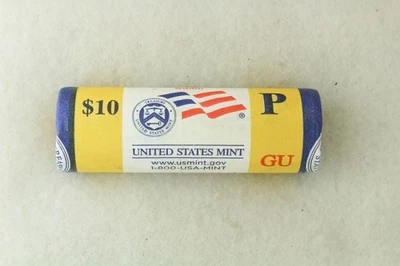 $10
P
UNITED STATES MINT
www.usmint.gov
1-800-USA-MINT
GU